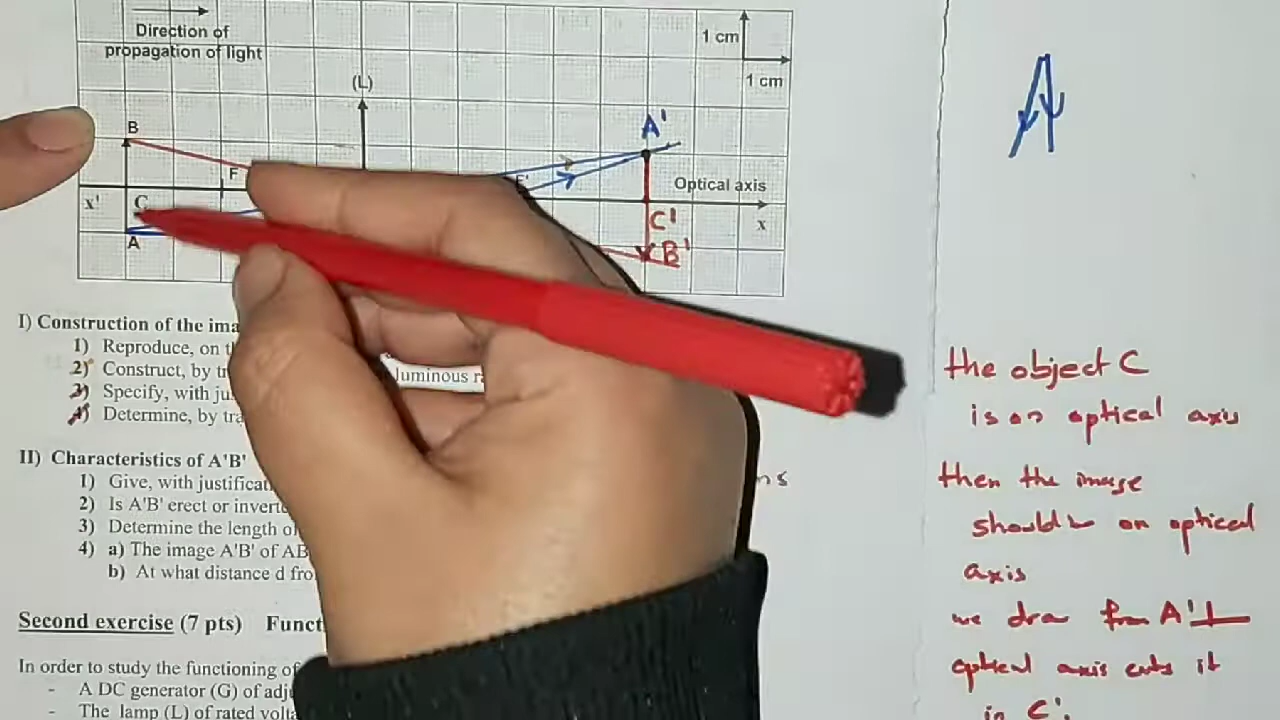 Direction of
propagation of light
1 cm
1 cm
(L)
A'
B
F
Optical axis
x'
C
C'
x
A
B'
I) Construction of the ima
1) Reproduce, on t
2) Construct, by tr luminous r
3) Specify, with ju
4) Determine, by tra
II) Characteristics of A'B'
1) Give, with justificat
2) Is A'B' erect or inverte
3) Determine the length o
4) a) The image A'B' of AB
b) At what distance d fro
Second exercise (7 pts) Funct
In order to study the functioning of
- A DC generator (G) of adju
- The lamp (L) of rated volta
the object C
is on optical axis
then the image
should on optical
axis
we draw from A' ⊥
optical axis cuts it
in C'.